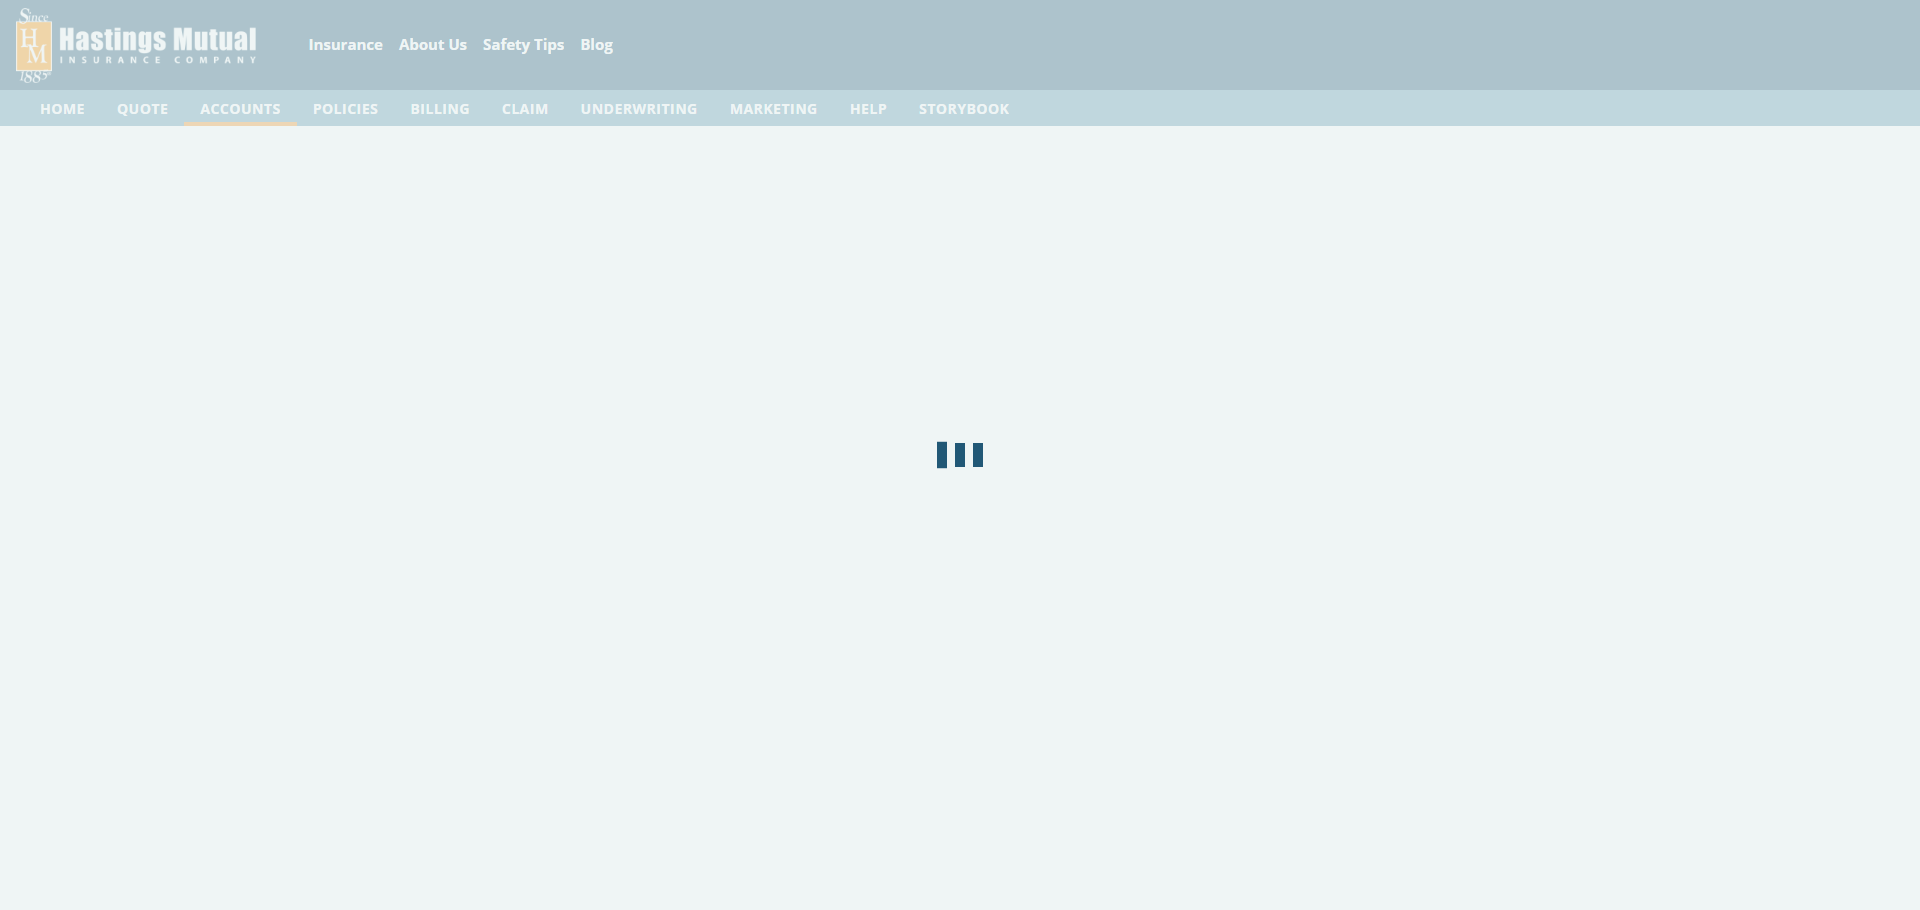 Since
HM
1885
Hastings Mutual
INSURANCE COMPANY
Insurance About Us Safety Tips Blog
HOME QUOTE ACCOUNTS POLICIES BILLING CLAIM UNDERWRITING MARKETING HELP STORYBOOK